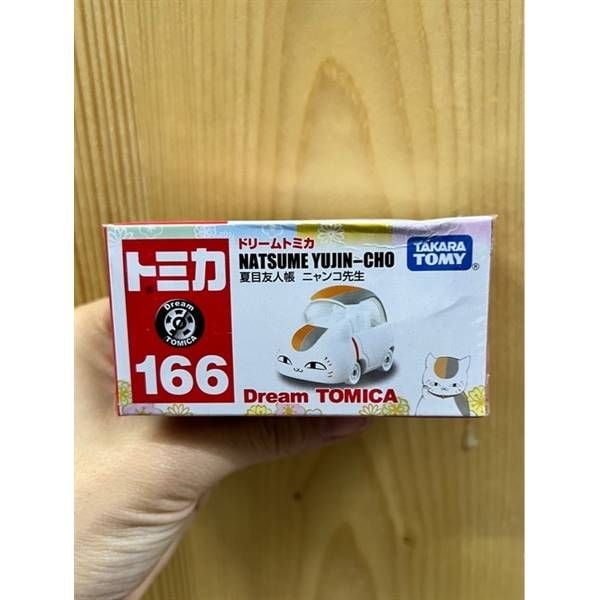 トミカ
Dream
TOMICA
166
ドリームトミカ
NATSUME YUJIN-CHO
夏目友人帳 ニャンコ先生
Dream TOMICA
TAKARA
TOMY
®